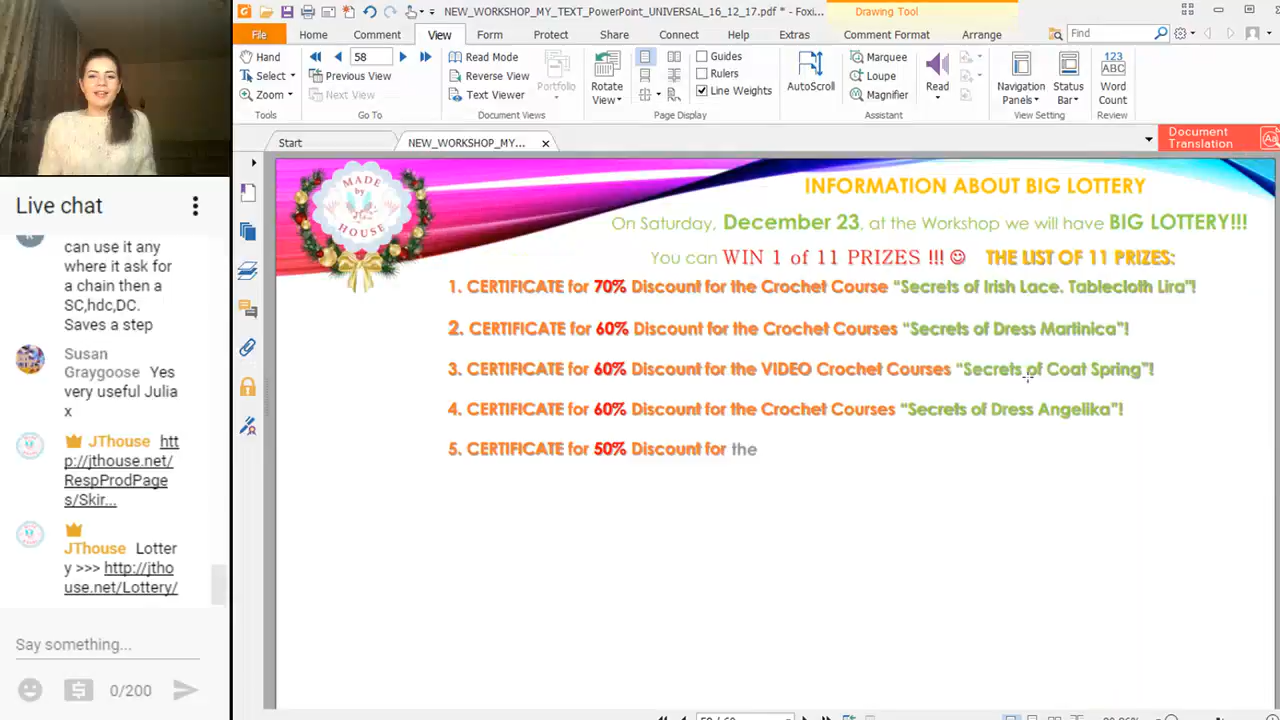 NEW_WORKSHOP_MY_TEXT_PowerPoint_UNIVERSAL_16_12_17.pdf * - Foxi...
Drawing Tool
File
Home
Comment
View
Form
Protect
Share
Connect
Help
Extras
Comment Format
Arrange
Find
Hand
Select
Zoom
Tools
58
Previous View
Next View
Go To
Read Mode
Reverse View
Text Viewer
Portfolio
Document Views
Rotate View
Guides
Rulers
Line Weights
Page Display
AutoScroll
Marquee
Loupe
Magnifier
Read
Assistant
Navigation Panels
Status Bar
View Setting
123
ABC
Word Count
Review
Start
NEW_WORKSHOP_MY...
Document Translation
Live chat
can use it any
where it ask for
a chain then a
SC,hdc,DC.
Saves a step
Susan
Graygoose Yes
very useful Julia
x
JThouse htt
p://jthouse.net/
RespProdPage
s/Skir...
JThouse Lotter
y >>> http://jtho
use.net/Lottery/
Say something...
0/200
MADE
by
HOUSE
INFORMATION ABOUT BIG LOTTERY
On Saturday, December 23, at the Workshop we will have BIG LOTTERY!!!
You can WIN 1 of 11 PRIZES !!! ☺ THE LIST OF 11 PRIZES:
1. CERTIFICATE for 70% Discount for the Crochet Course “Secrets of Irish Lace. Tablecloth Lira”!
2. CERTIFICATE for 60% Discount for the Crochet Courses “Secrets of Dress Martinica”!
3. CERTIFICATE for 60% Discount for the VIDEO Crochet Courses “Secrets of Coat Spring”!
4. CERTIFICATE for 60% Discount for the Crochet Courses “Secrets of Dress Angelika”!
5. CERTIFICATE for 50% Discount for the